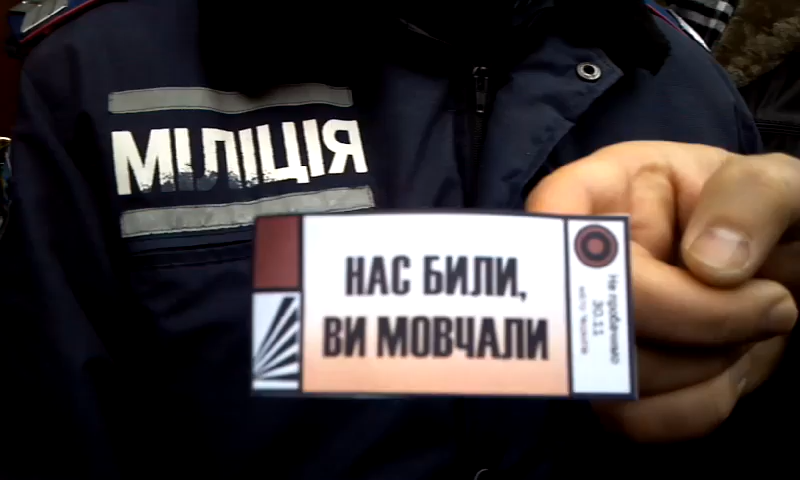 МІЛІЦІЯ
НАС БИЛИ,
ВИ МОВЧАЛИ
Не пробачимо
30.11